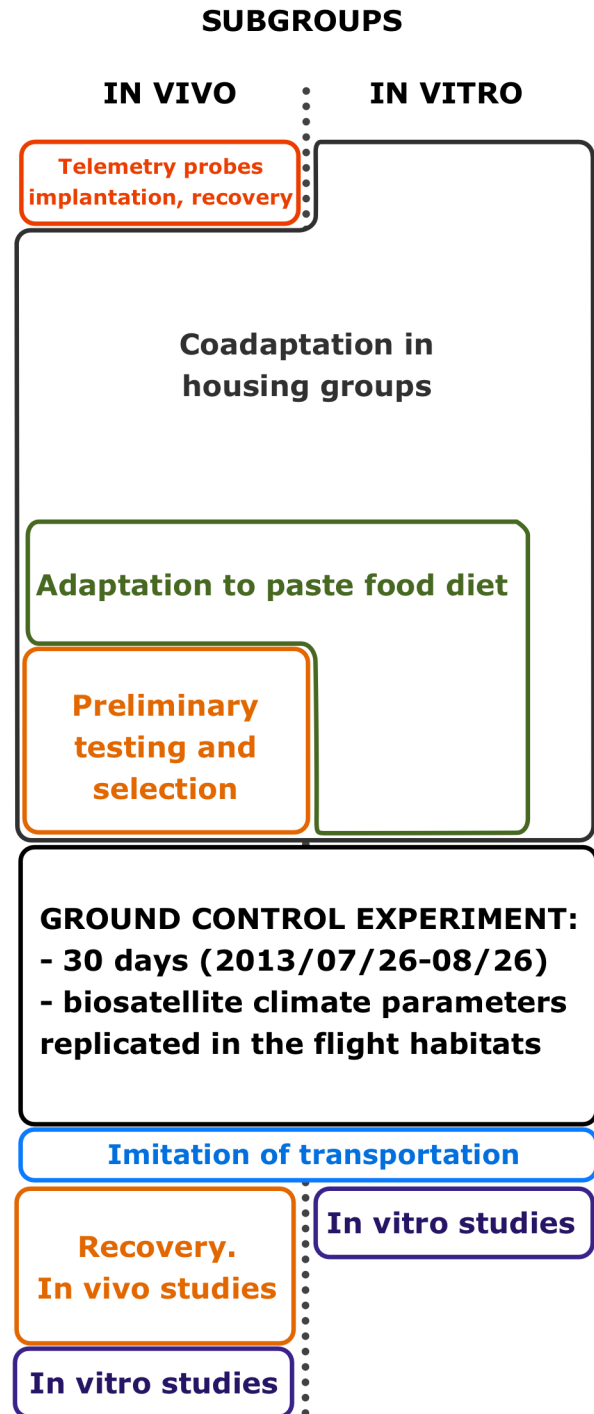 SUBGROUPS
IN VIVO
IN VITRO
Telemetry probes
implantation, recovery
Coadaptation in
housing groups
Adaptation to paste food diet
Preliminary
testing and
selection
GROUND CONTROL EXPERIMENT:
- 30 days (2013/07/26-08/26)
- biosatellite climate parameters
replicated in the flight habitats
Imitation of transportation
In vitro studies
Recovery.
In vivo studies
In vitro studies